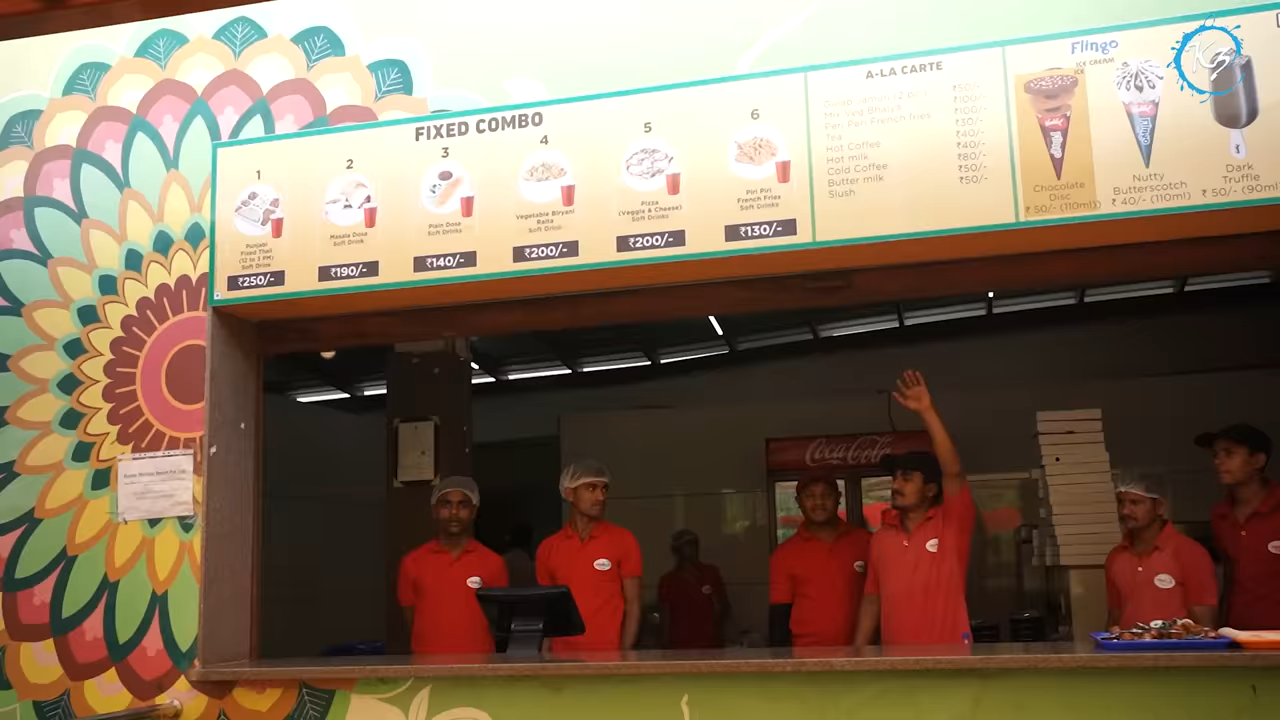 FIXED COMBO
1
Punjabi
Fixed Thali
(12 to 3 PM)
Soft Drink
₹250/-
2
Masala Dosa
Soft Drink
₹190/-
3
Plain Dosa
Soft Drinks
₹140/-
4
Vegetable Biryani
Raita
Soft Drink
₹200/-
5
Pizza
(Veggie & Cheese)
Soft Drinks
₹200/-
6
Piri Piri
French Fries
Soft Drinks
₹130/-
A-LA CARTE
₹50/-
Mix Veg Bhajiya ₹100/-
Peri Peri French fries ₹100/-
Tea ₹30/-
Hot Coffee ₹40/-
Hot milk ₹40/-
Cold Coffee ₹80/-
Butter milk ₹50/-
Slush ₹50/-
Flingo
ICE CREAM
Chocolate
Disc
₹ 50/- (110ml)
Nutty
Butterscotch
₹ 40/- (110ml)
Dark
Truffle
₹ 50/- (90ml)
K3
Coca-Cola